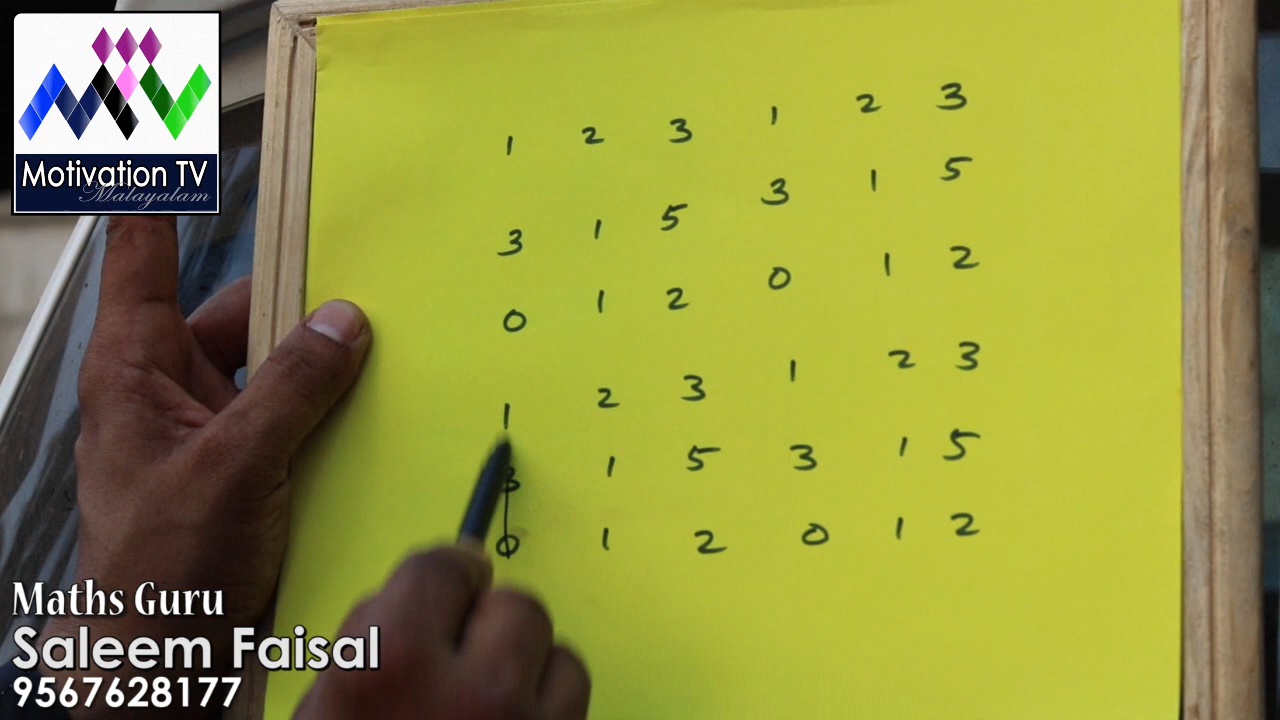 Motivation TV
Malayalam
1 2 3 1 2 3
3 1 5 3 1 5
0 1 2 0 1 2
1 2 3 1 2 3
3 1 5 3 1 5
0 1 2 0 1 2
Maths Guru
Saleem Faisal
9567628177